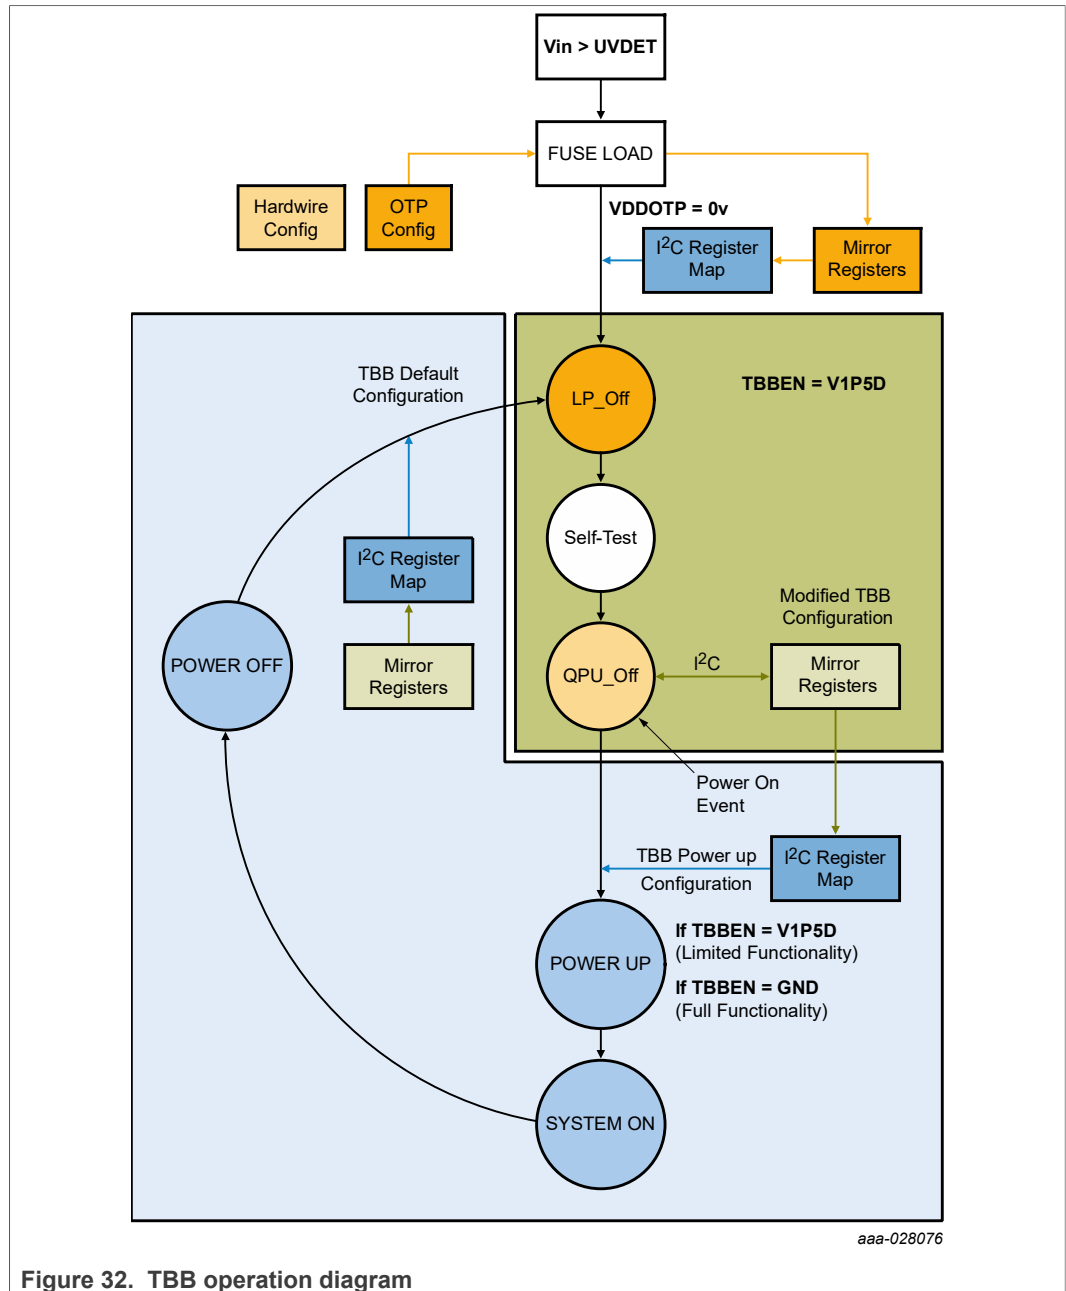 Vin > UVDET
FUSE LOAD
Hardwire
Config
OTP
Config
VDDOTP = 0v
I2C Register
Map
Mirror
Registers
TBB Default
Configuration
LP_Off
TBBEN = V1P5D
Self-Test
I2C Register
Map
Modified TBB
Configuration
POWER OFF
Mirror
Registers
QPU_Off
I2C
Mirror
Registers
Power On
Event
TBB Power up
Configuration
I2C Register
Map
POWER UP
If TBBEN = V1P5D
(Limited Functionality)
If TBBEN = GND
(Full Functionality)
SYSTEM ON
aaa-028076
Figure 32. TBB operation diagram